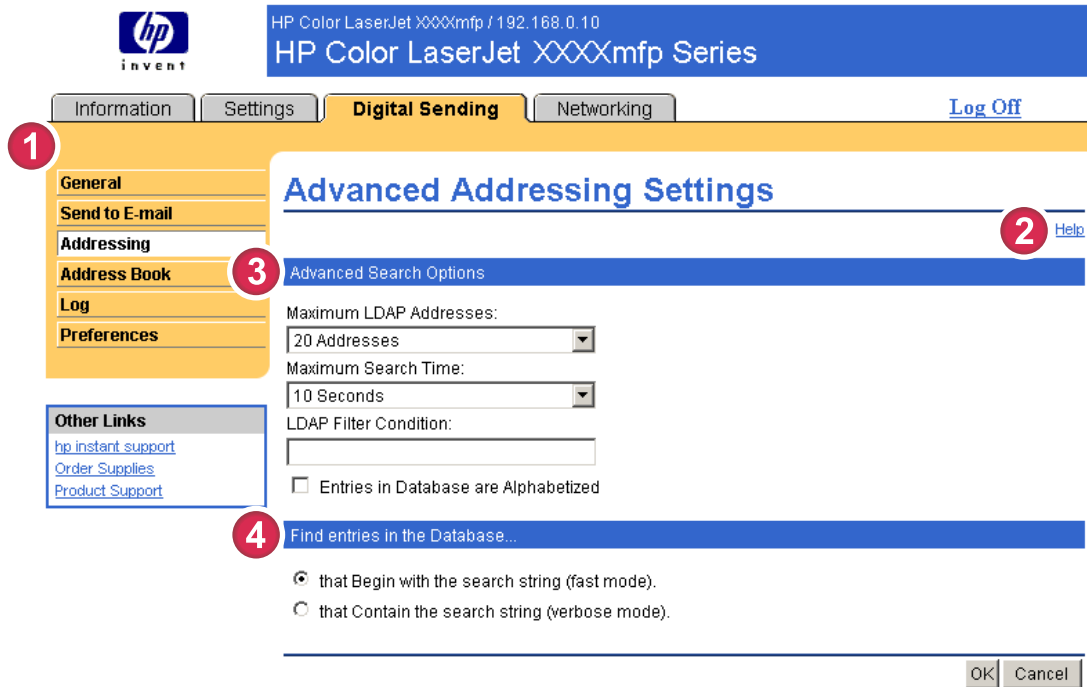 hp
invent
HP Color LaserJet XXXXmfp / 192.168.0.10
HP Color LaserJet XXXXmfp Series
Information
Settings
Digital Sending
Networking
Log Off
1
General
Send to E-mail
Addressing
Address Book
Log
Preferences
Other Links
hp instant support
Order Supplies
Product Support
Advanced Addressing Settings
2
Help
3
Advanced Search Options
Maximum LDAP Addresses:
20 Addresses
Maximum Search Time:
10 Seconds
LDAP Filter Condition:
Entries in Database are Alphabetized
4
Find entries in the Database...
that Begin with the search string (fast mode).
that Contain the search string (verbose mode).
OK
Cancel